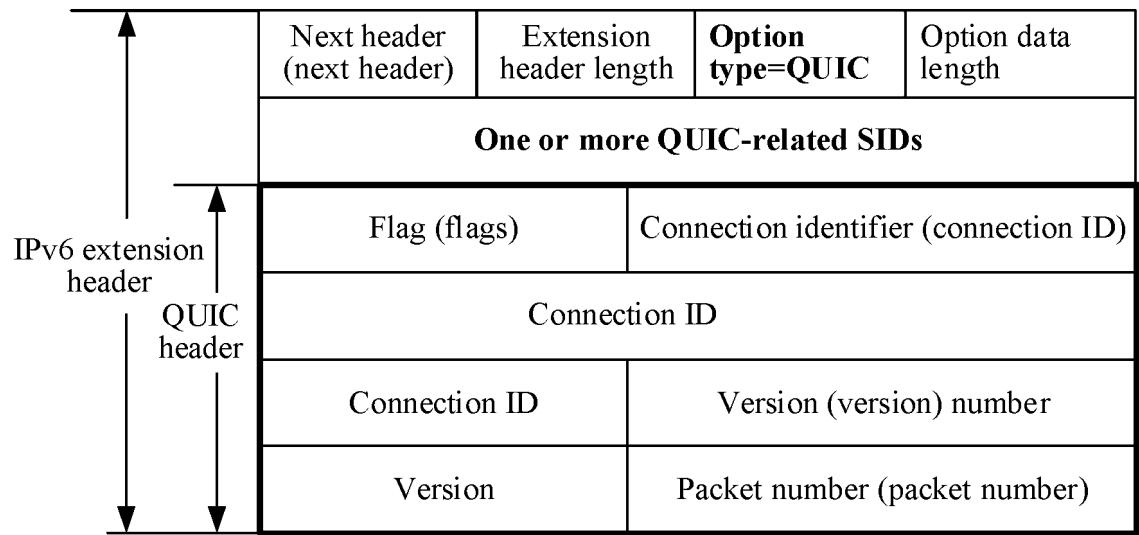 Next header
(next header)
Extension
header length
Option
type=QUIC
Option data
length
One or more QUIC-related SIDs
Flag (flags)
Connection identifier (connection ID)
IPv6 extension
header
QUIC
header
Connection ID
Connection ID
Version (version) number
Version
Packet number (packet number)